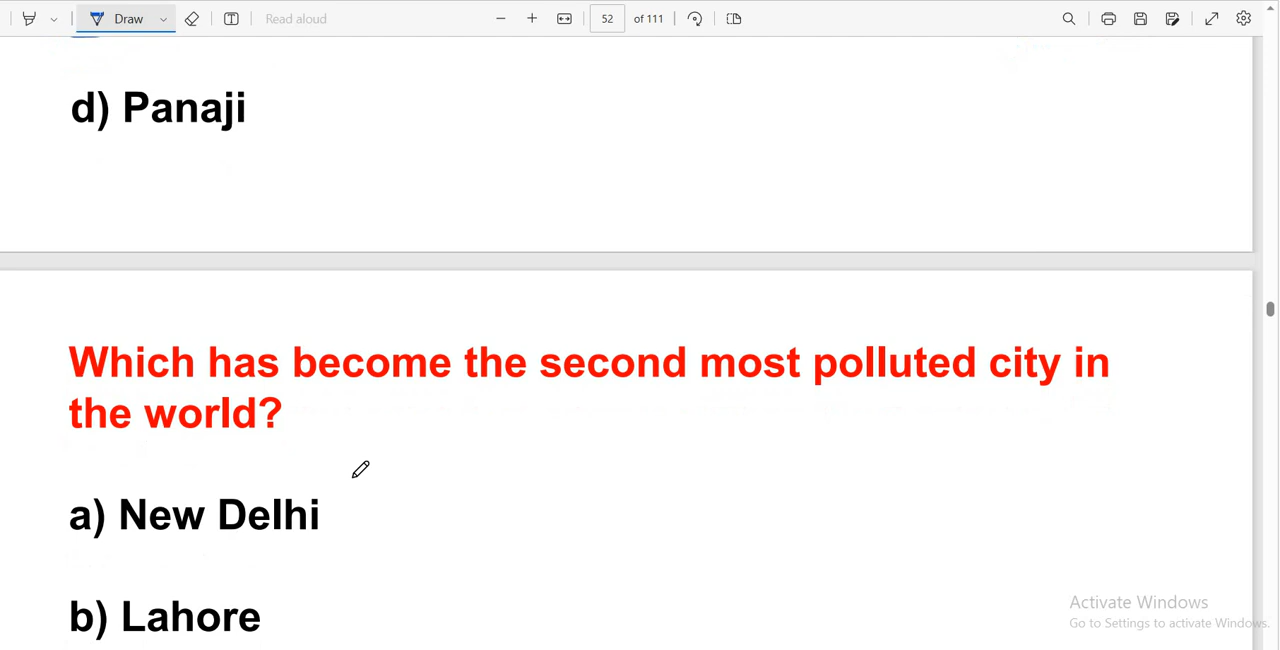 Draw
Read aloud
52 of 111
d) Panaji
Which has become the second most polluted city in
the world?
a) New Delhi
b) Lahore
Activate Windows
Go to Settings to activate Windows.